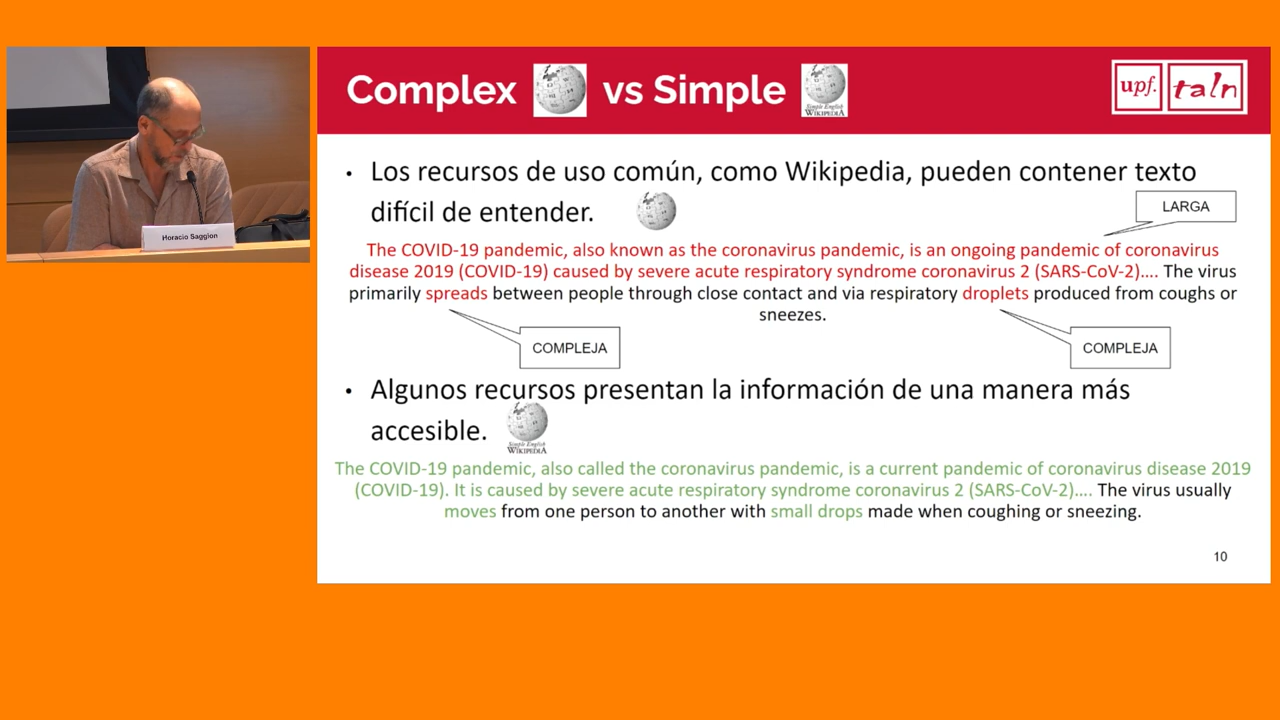 Complex vs Simple
Simple English
WIKIPEDIA
upf. taln
Horacio Saggion
• Los recursos de uso común, como Wikipedia, pueden contener texto
difícil de entender.
LARGA
The COVID-19 pandemic, also known as the coronavirus pandemic, is an ongoing pandemic of coronavirus
disease 2019 (COVID-19) caused by severe acute respiratory syndrome coronavirus 2 (SARS-CoV-2)…. The virus
primarily spreads between people through close contact and via respiratory droplets produced from coughs or
sneezes.
COMPLEJA
COMPLEJA
• Algunos recursos presentan la información de una manera más
accesible.
Simple English
WIKIPEDIA
The COVID-19 pandemic, also called the coronavirus pandemic, is a current pandemic of coronavirus disease 2019
(COVID-19). It is caused by severe acute respiratory syndrome coronavirus 2 (SARS-CoV-2)…. The virus usually
moves from one person to another with small drops made when coughing or sneezing.
10